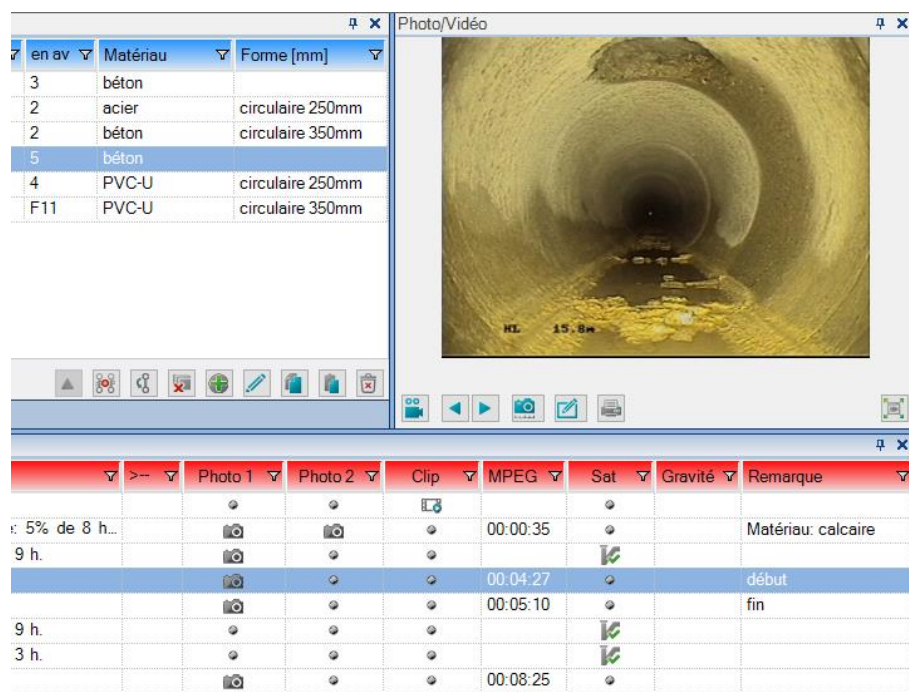 Photo/Vidéo
en av Matériau Forme [mm]
3 béton
2 acier circulaire 250mm
2 béton circulaire 350mm
5 béton
4 PVC-U circulaire 250mm
F11 PVC-U circulaire 350mm
HL 15.8m
>-- Photo 1 Photo 2 Clip MPEG Sat Gravité Remarque
: 5% de 8 h... 00:00:35 Matériau: calcaire
9 h.
00:04:27 début
00:05:10 fin
9 h.
3 h.
00:08:25